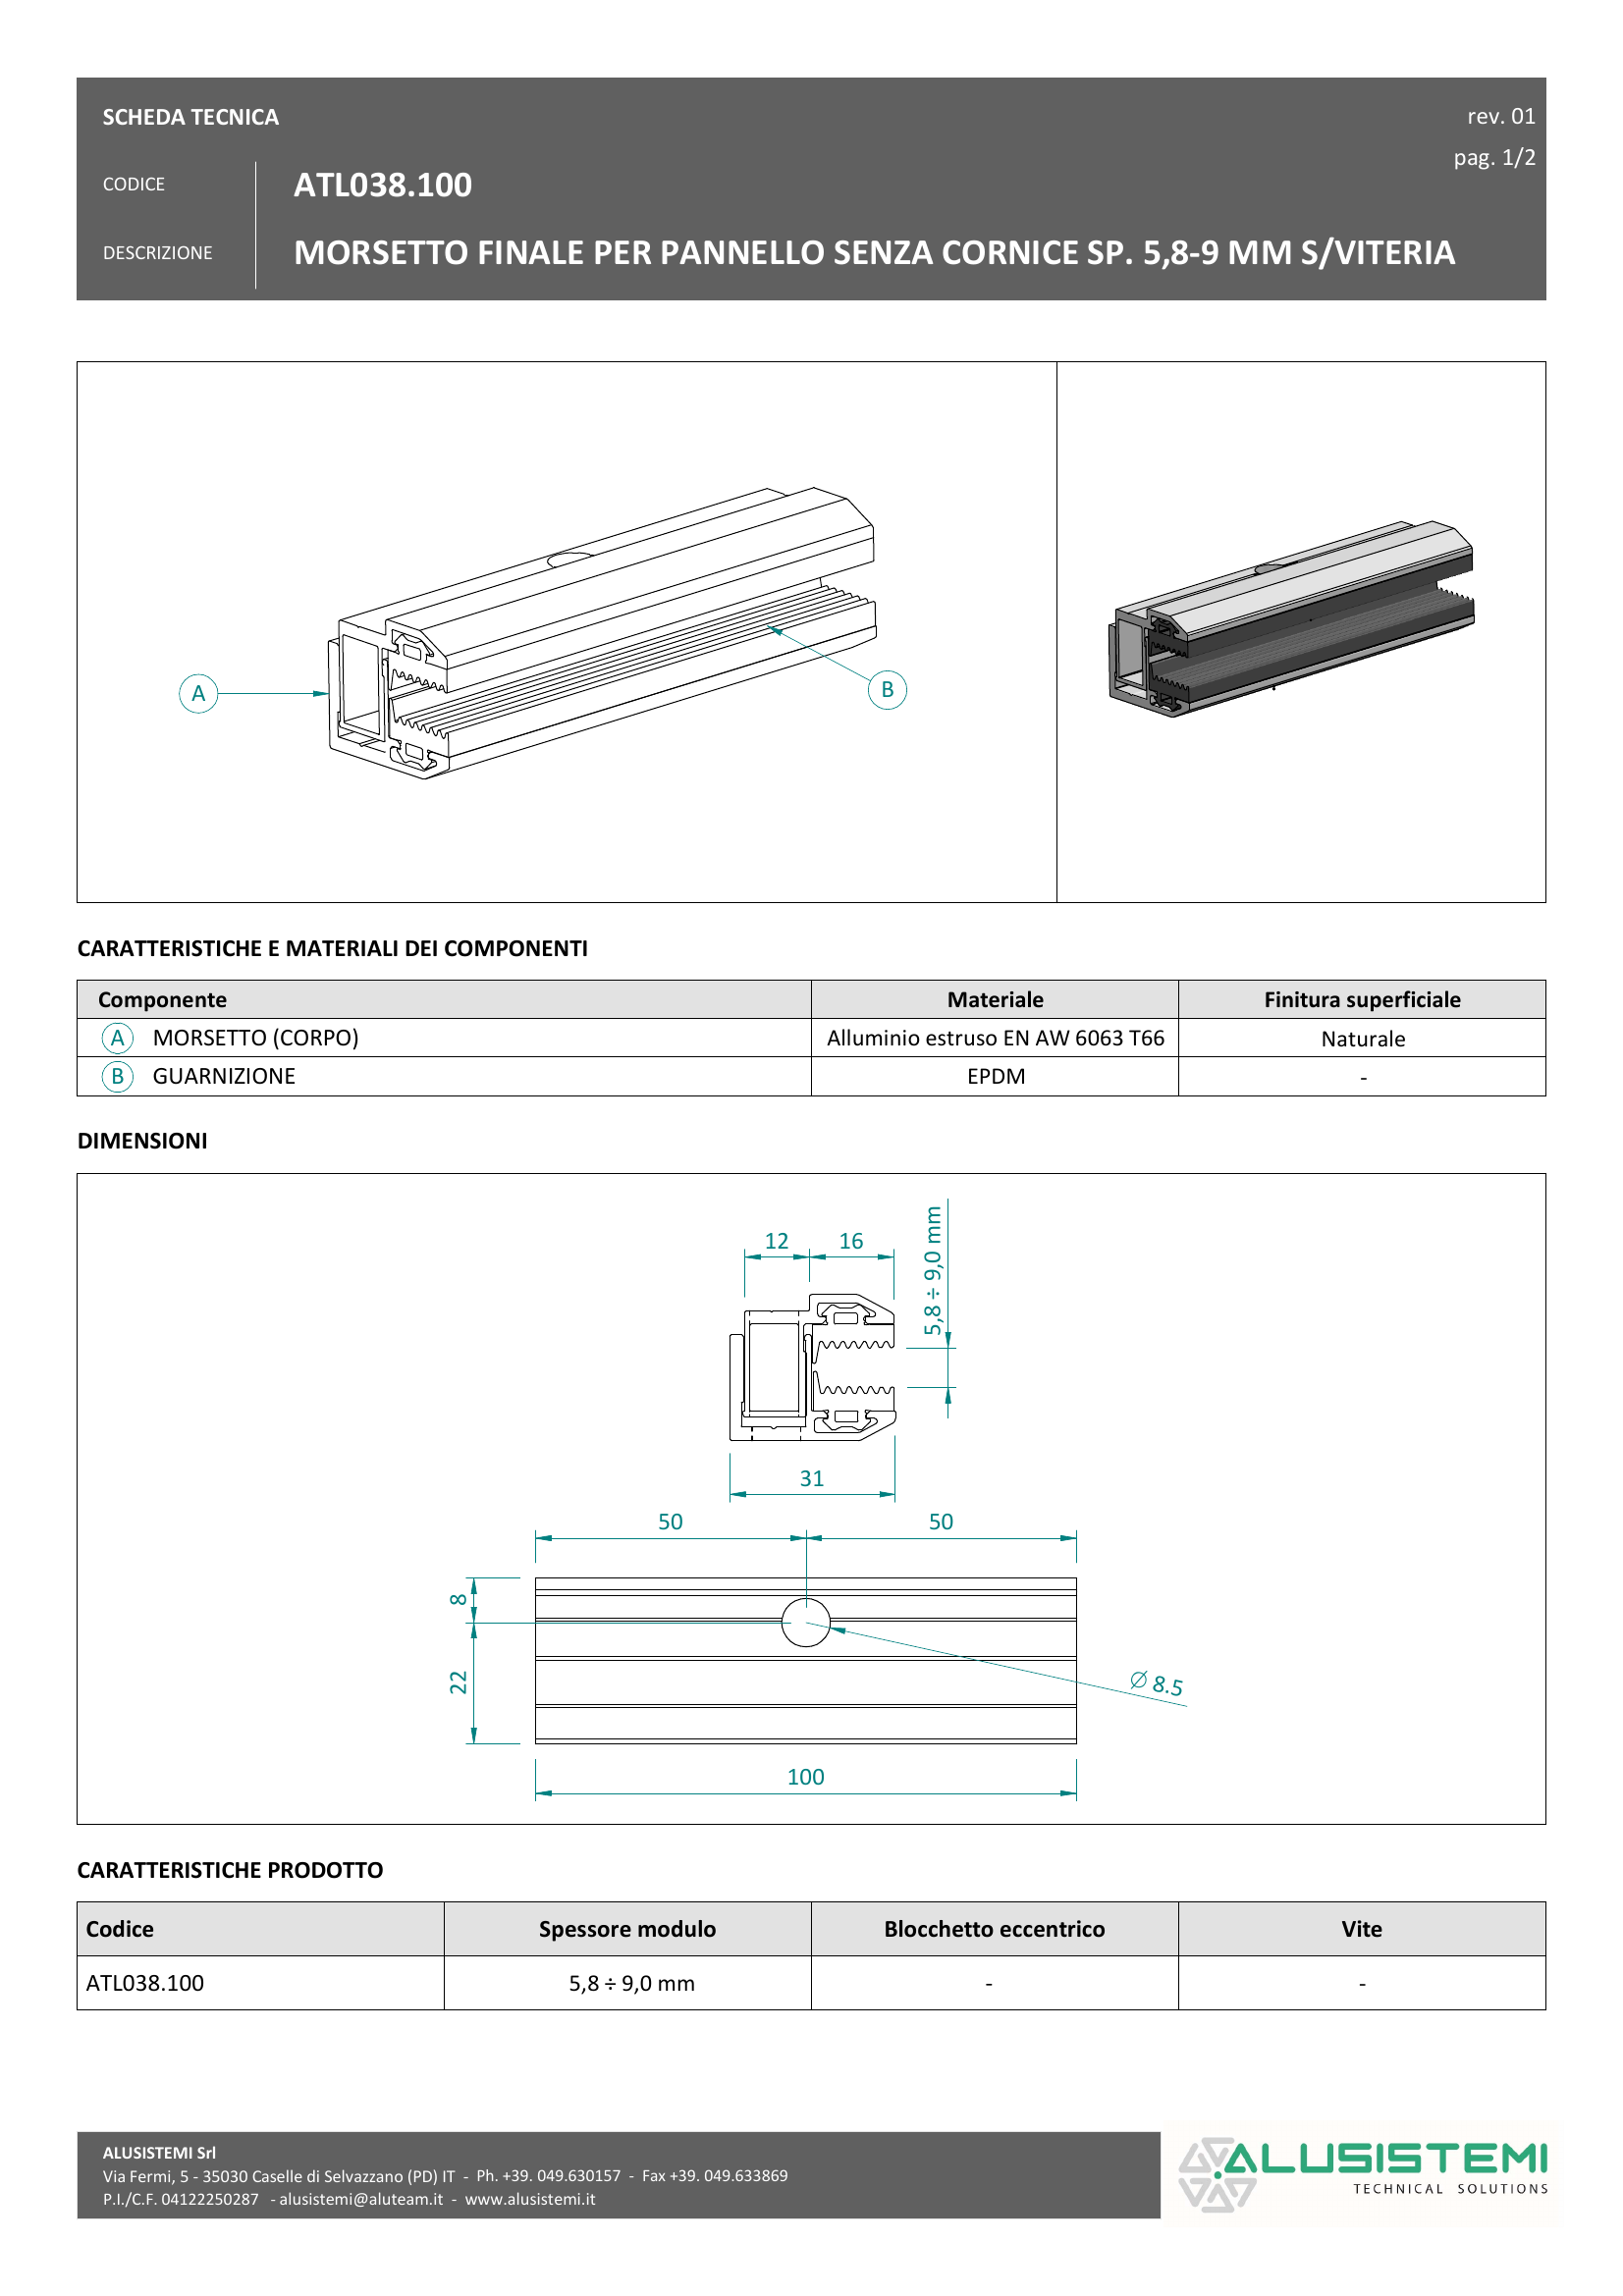 SCHEDA TECNICA
rev. 01
pag. 1/2
CODICE
ATL038.100
DESCRIZIONE
MORSETTO FINALE PER PANNELLO SENZA CORNICE SP. 5,8-9 MM S/VITERIA
A
B
CARATTERISTICHE E MATERIALI DEI COMPONENTI
Componente Materiale Finitura superficiale
A MORSETTO (CORPO) Alluminio estruso EN AW 6063 T66 Naturale
B GUARNIZIONE EPDM -
DIMENSIONI
12 16
5,8 ÷ 9,0 mm
31
50 50
8
22
∅ 8.5
100
CARATTERISTICHE PRODOTTO
Codice Spessore modulo Blocchetto eccentrico Vite
ATL038.100 5,8 ÷ 9,0 mm - -
ALUSISTEMI Srl
Via Fermi, 5 - 35030 Caselle di Selvazzano (PD) IT - Ph. +39. 049.630157 - Fax +39. 049.633869
P.I./C.F. 04122250287 - alusistemi@aluteam.it - www.alusistemi.it
ALUSISTEMI
TECHNICAL SOLUTIONS